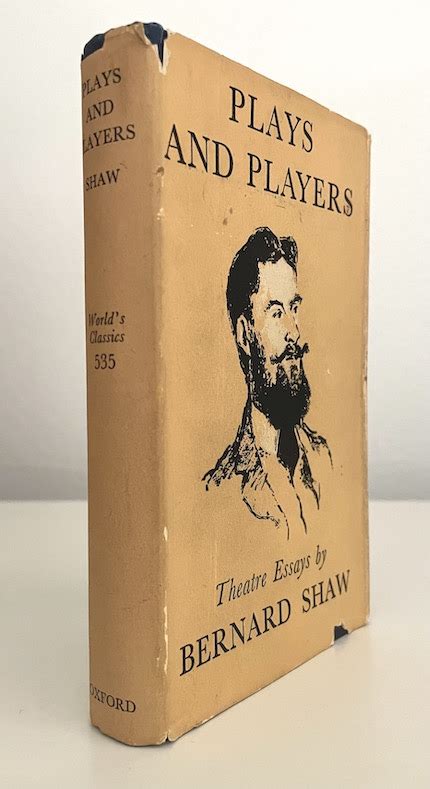 PLAYS
AND
PLAYERS
SHAW
World's
Classics
535
OXFORD
PLAYS
AND PLAYERS
Theatre Essays by
BERNARD SHAW